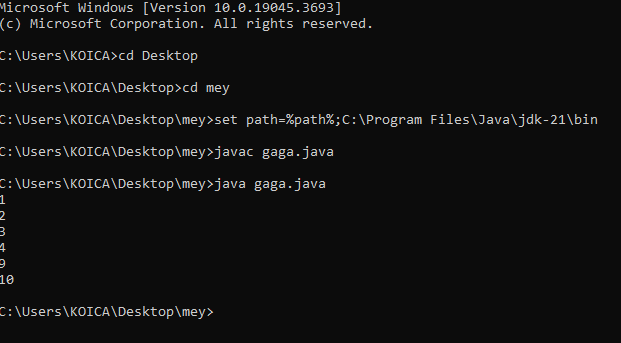 Microsoft Windows [Version 10.0.19045.3693]
(c) Microsoft Corporation. All rights reserved.
C:\Users\KOICA>cd Desktop
C:\Users\KOICA\Desktop>cd mey
C:\Users\KOICA\Desktop\mey>set path=%path%;C:\Program Files\Java\jdk-21\bin
C:\Users\KOICA\Desktop\mey>javac gaga.java
C:\Users\KOICA\Desktop\mey>java gaga.java
1
2
3
4
9
10
C:\Users\KOICA\Desktop\mey>